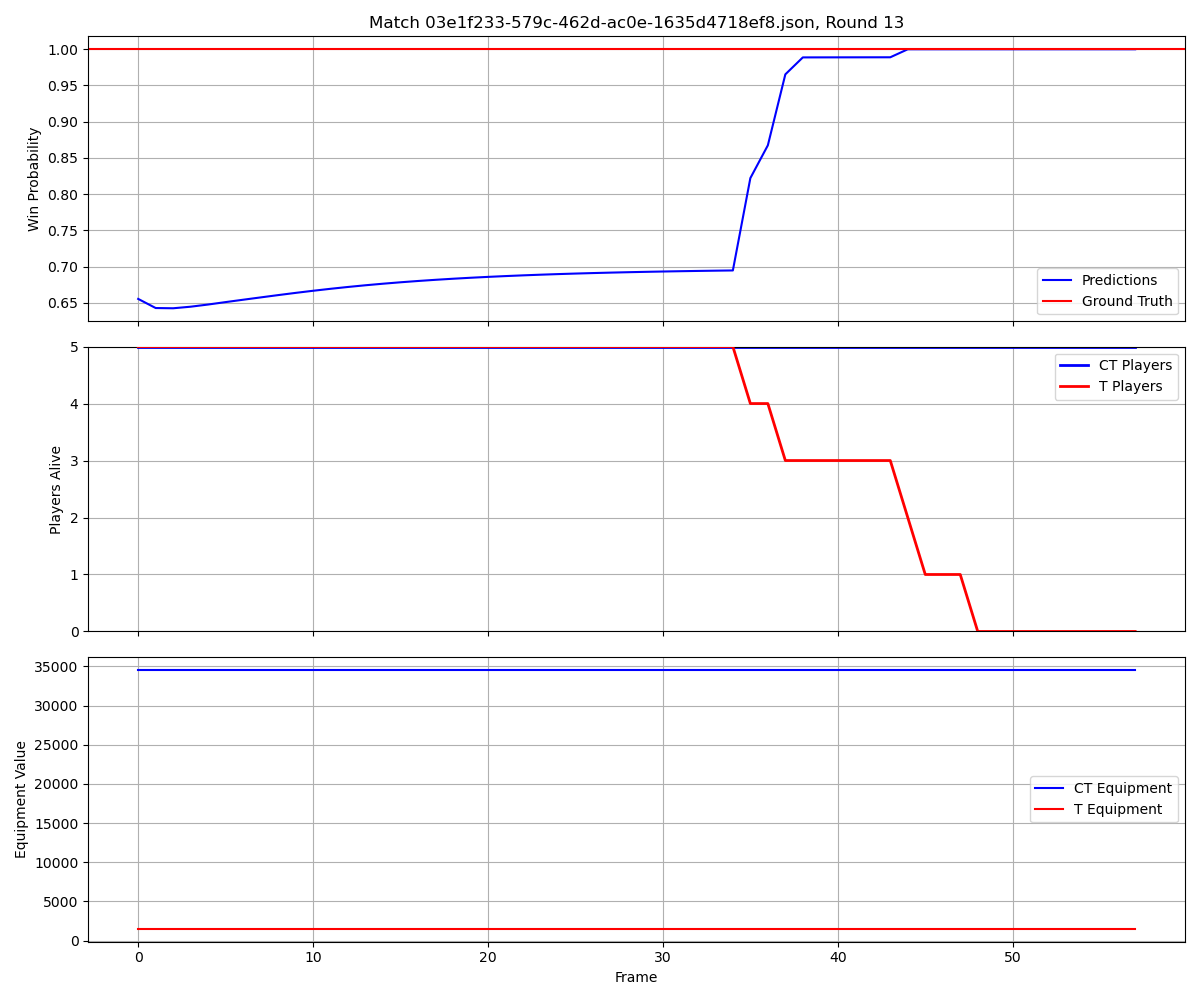 Match 03e1f233-579c-462d-ac0e-1635d4718ef8.json, Round 13
1.00
0.95
0.90
0.85
0.80
0.75
0.70
0.65
Win Probability
Predictions
Ground Truth
5
4
3
2
1
0
Players Alive
CT Players
T Players
35000
30000
25000
20000
15000
10000
5000
0
Equipment Value
CT Equipment
T Equipment
0 10 20 30 40 50
Frame